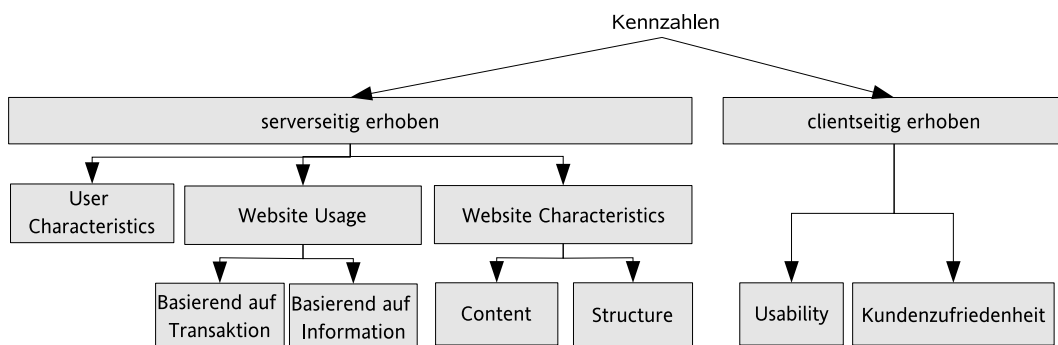 Kennzahlen
serverseitig erhoben
clientseitig erhoben
User
Characteristics
Website Usage
Website Characteristics
Basierend auf
Transaktion
Basierend auf
Information
Content
Structure
Usability
Kundenzufriedenheit